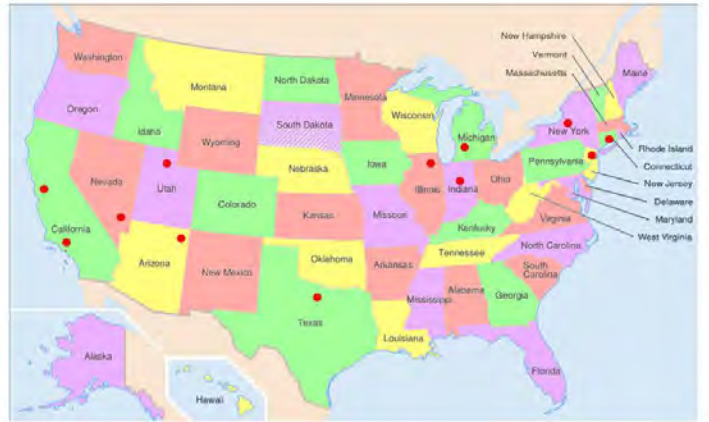 New Hampshire
Vermont
Massachusetts
Washington
Montana
North Dakota
Minnesota
Maine
Oregon
Idaho
Wyoming
South Dakota
Wisconsin
Michigan
New York
Rhode Island
Connecticut
New Jersey
Delaware
Maryland
West Virginia
Nevada
Utah
Colorado
Nebraska
Iowa
Illinois
Indiana
Ohio
Pennsylvania
California
Arizona
New Mexico
Kansas
Missouri
Kentucky
Virginia
Oklahoma
Arkansas
Tennessee
North Carolina
South
Carolina
Texas
Louisiana
Mississippi
Alabama
Georgia
Florida
Alaska
Hawaii